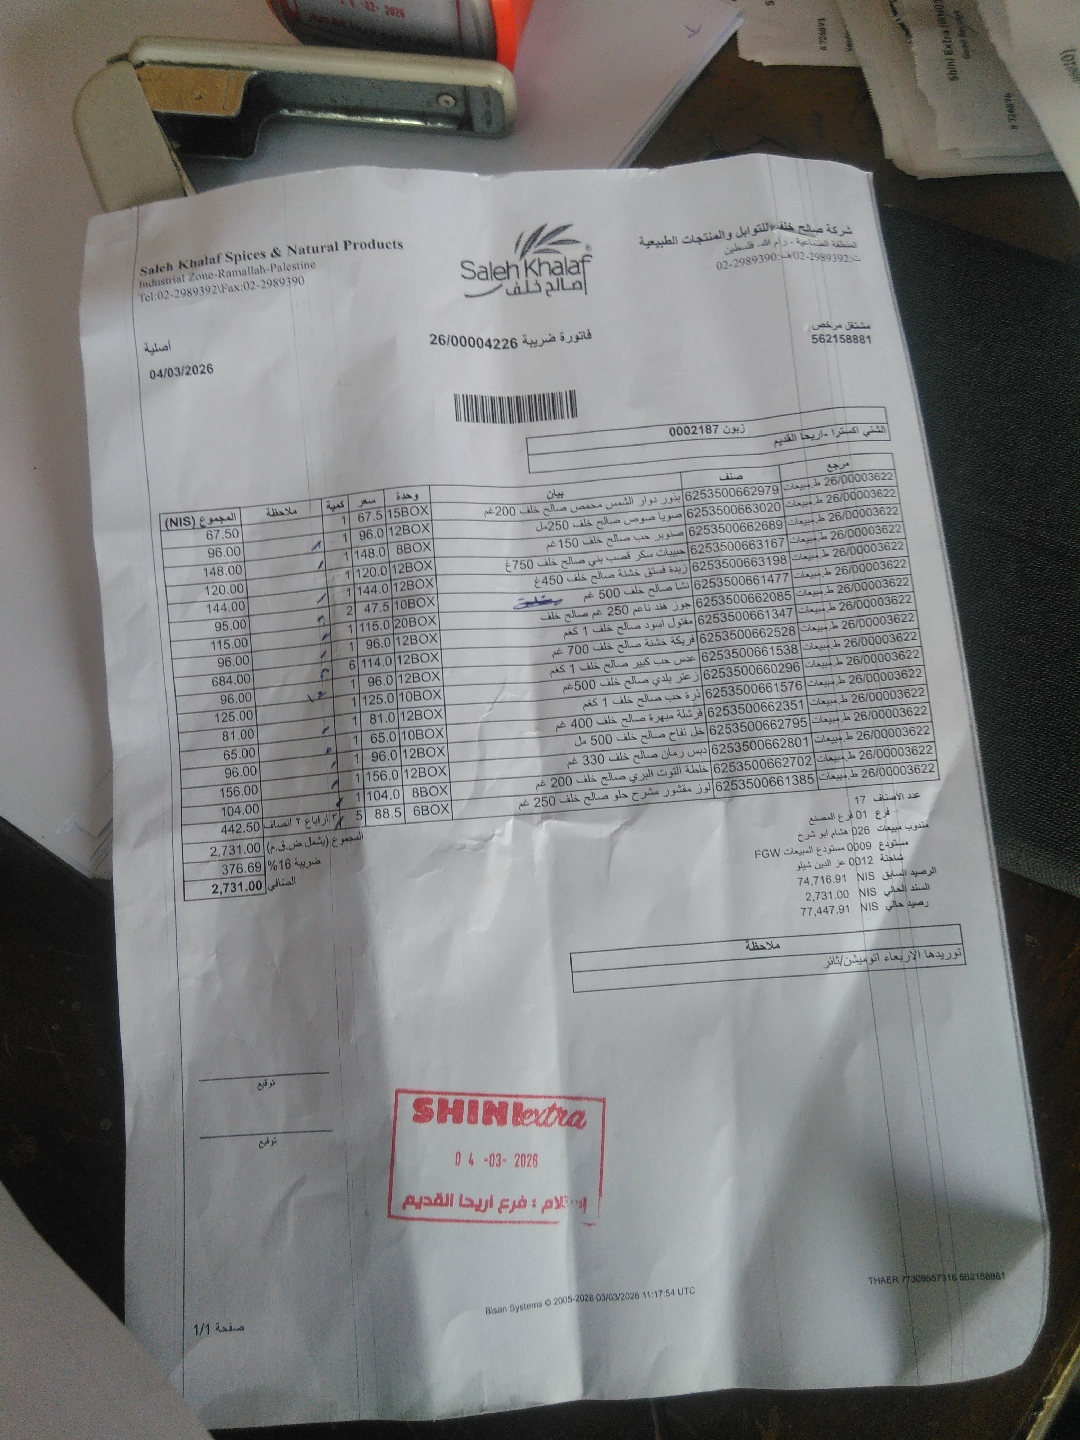 Saleh Khalaf Spices & Natural Products
Industrial Zone-Ramallah-Palestine
Tel:02-2989392\Fax:02-2989390
Saleh Khalaf
صالح خلف
شركة صالح خلف للتوابل والمنتجات الطبيعية
المنطقة الصناعية - رام الله، فلسطين
ت:02-2989392\ف:02-2989390
أصلية
04/03/2026
فاتورة ضريبة 26/00004226
مشتغل مرخص
562158881
زبون 0002187
الشني اكسترا -أريحا القديم
مرجع صنف بيان وحدة سعر كمية ملاحظة المجموع (NIS)
26/00003622 ط.مبيعات 6253500662979 بذور دوار الشمس محمص صالح خلف 200غم 15BOX 67.5 1 67.50
26/00003622 ط.مبيعات 6253500663020 صويا صوص صالح خلف 250مل 12BOX 96.0 1 96.00
26/00003622 ط.مبيعات 6253500662689 صنوبر حب صالح خلف 150 غم 8BOX 148.0 1 148.00
26/00003622 ط.مبيعات 6253500663167 حبيبات سكر قصب بني صالح خلف 750غ 12BOX 120.0 1 120.00
26/00003622 ط.مبيعات 6253500663198 زبدة فستق خشنة صالح خلف 450غ 12BOX 144.0 1 144.00
26/00003622 ط.مبيعات 6253500661477 نشا صالح خلف 500 غم 10BOX 47.5 2 95.00
26/00003622 ط.مبيعات 6253500662085 جوز هند ناعم 250 غم صالح خلف 20BOX 115.0 1 115.00
26/00003622 ط.مبيعات 6253500661347 مفتول اسود صالح خلف 1 كغم 12BOX 96.0 1 96.00
26/00003622 ط.مبيعات 6253500662528 فريكة خشنة صالح خلف 700 غم 12BOX 114.0 6 684.00
26/00003622 ط.مبيعات 6253500661538 عدس حب كبير صالح خلف 1 كغم 12BOX 96.0 1 96.00
26/00003622 ط.مبيعات 6253500660296 زعتر بلدي صالح خلف 500غم 10BOX 125.0 1 125.00
26/00003622 ط.مبيعات 6253500661576 ذرة حب صالح خلف 1 كغم 12BOX 81.0 1 81.00
26/00003622 ط.مبيعات 6253500662351 قرشلة مبهرة صالح خلف 400 غم 10BOX 65.0 1 65.00
26/00003622 ط.مبيعات 6253500662795 خل تفاح صالح خلف 500 مل 12BOX 96.0 1 96.00
26/00003622 ط.مبيعات 6253500662801 دبس رمان صالح خلف 330 غم 12BOX 156.0 1 156.00
26/00003622 ط.مبيعات 6253500662702 خلطة التوت البري صالح خلف 200 غم 8BOX 104.0 1 104.00
26/00003622 ط.مبيعات 6253500661385 لوز مقشور مشرح حلو صالح خلف 250 غم 6BOX 88.5 5 ٣ أرباع ٢ انصاف 442.50
المجموع (يشمل ض.ق.م) 2,731.00
ضريبة 16% 376.69
الصافي 2,731.00
عدد الأصناف 17
فرع 01 فرع المصنع
مندوب مبيعات 026 هشام ابو شرخ
مستودع 0009 مستودع المبيعات FGW
شاحنة 0012 عز الدين شيلو
الرصيد السابق NIS 74,716.91
السند الحالي NIS 2,731.00
رصيد حالي NIS 77,447.91
ملاحظة
توريدها الاربعاء اتوميشن/ثائر
توقيع
توقيع
SHINI extra
04 -03- 2026
إستلام : فرع أريحا القديم
THAER 77309557316 562158881
Bisan Systems © 2005-2026 03/03/2026 11:17:54 UTC
صفحة 1/1